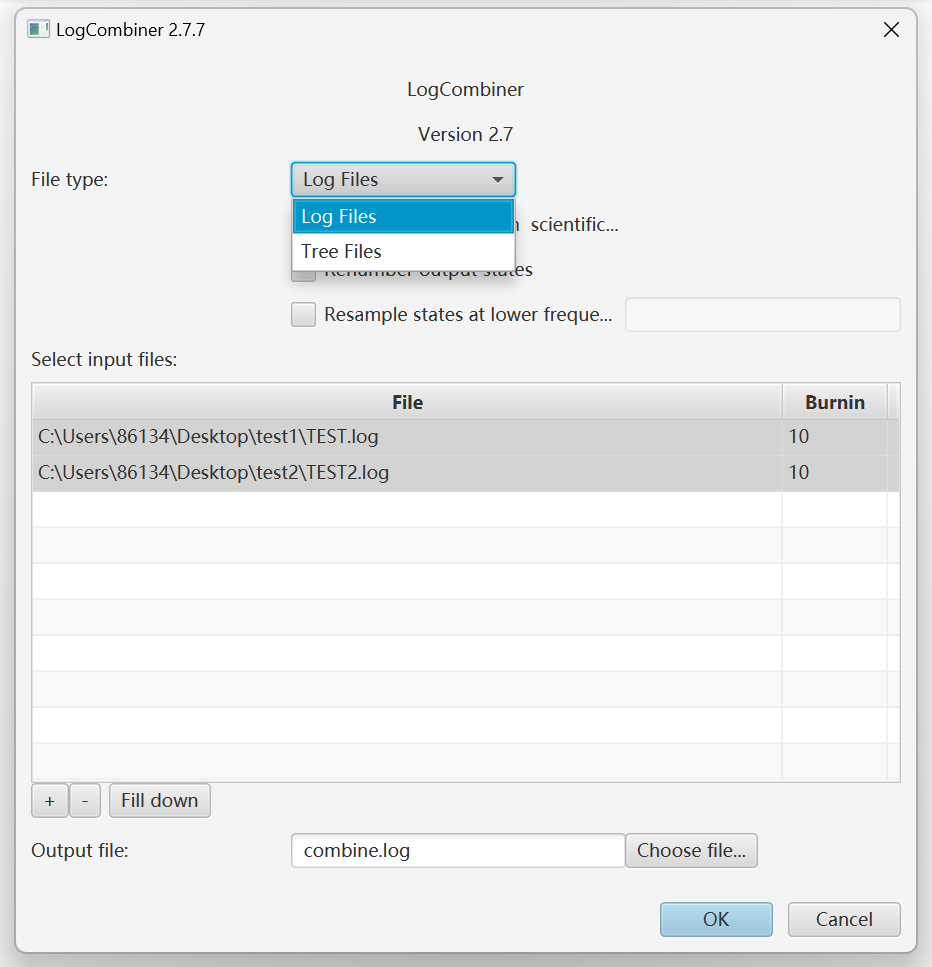 LogCombiner 2.7.7
LogCombiner
Version 2.7
File type:
Log Files
Log Files
scientific...
Tree Files
Renumber output states
Resample states at lower freque...
Select input files:
File Burnin
C:\Users\86134\Desktop\test1\TEST.log 10
C:\Users\86134\Desktop\test2\TEST2.log 10
+ - Fill down
Output file: combine.log Choose file...
OK Cancel